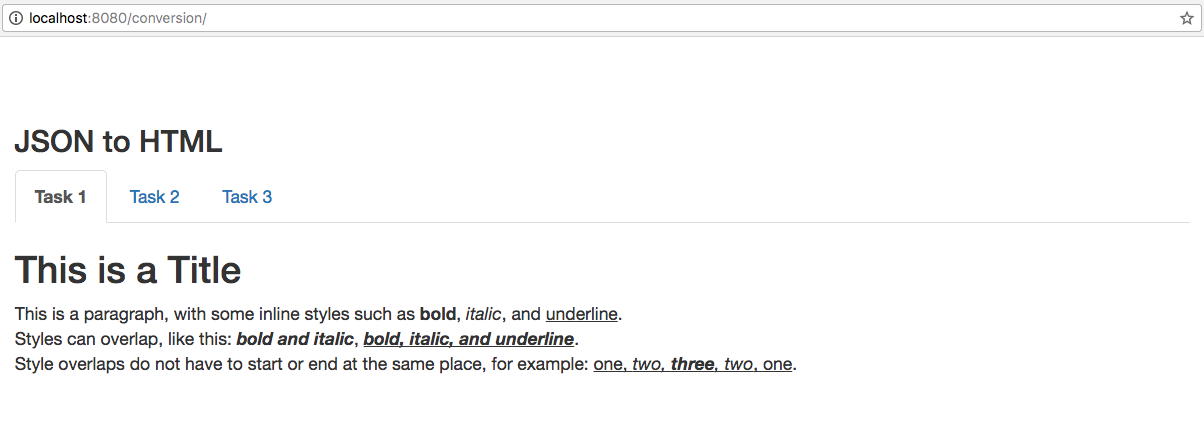 localhost:8080/conversion/
JSON to HTML
Task 1 Task 2 Task 3
This is a Title
This is a paragraph, with some inline styles such as bold, italic, and underline.
Styles can overlap, like this: bold and italic, bold, italic, and underline.
Style overlaps do not have to start or end at the same place, for example: one, two, three, two, one.